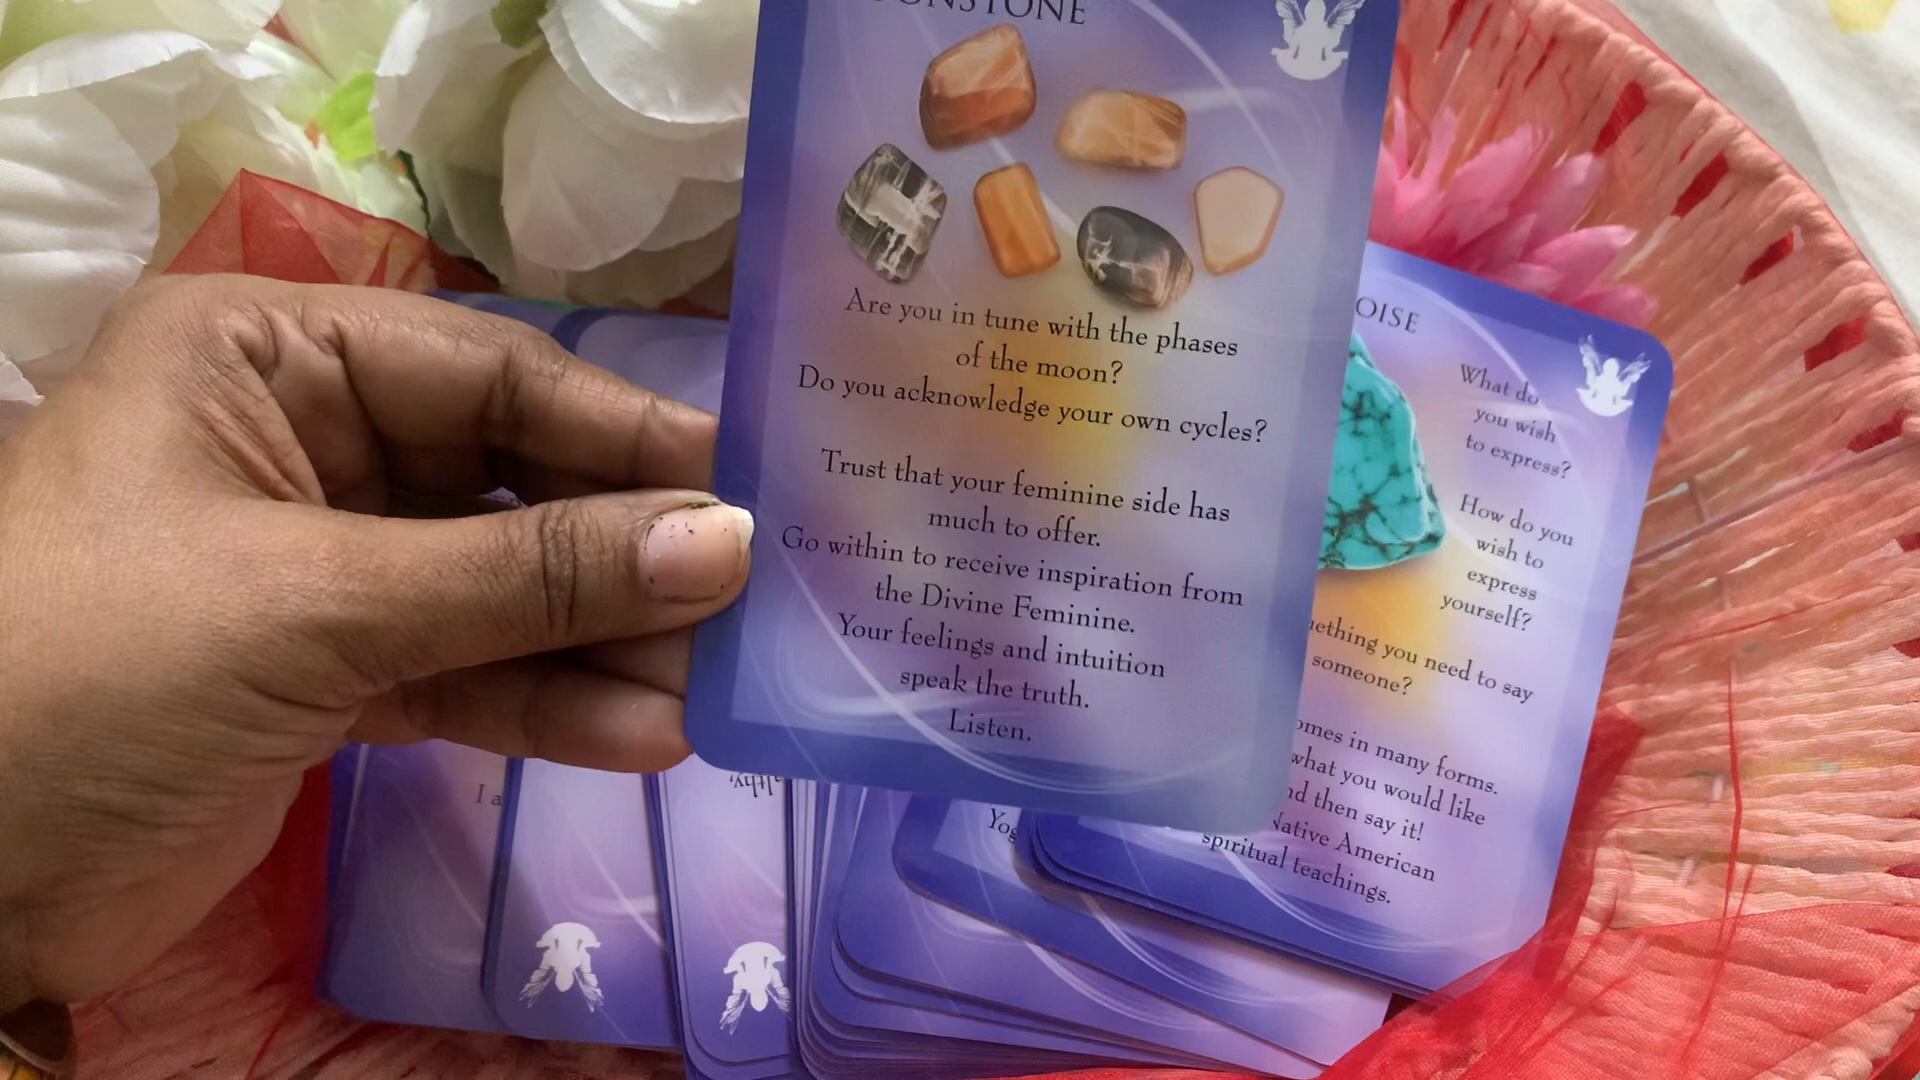 ONSTONE
Are you in tune with the phases
of the moon?
Do you acknowledge your own cycles?
Trust that your feminine side has
much to offer.
Go within to receive inspiration from
the Divine Feminine.
Your feelings and intuition
speak the truth.
Listen.
OISE
What do
you wish
to express?
How do you
wish to
express
yourself?
ething you need to say
someone?
omes in many forms.
what you would like
nd then say it!
Native American
spiritual teachings.
I a
althy,
Yog